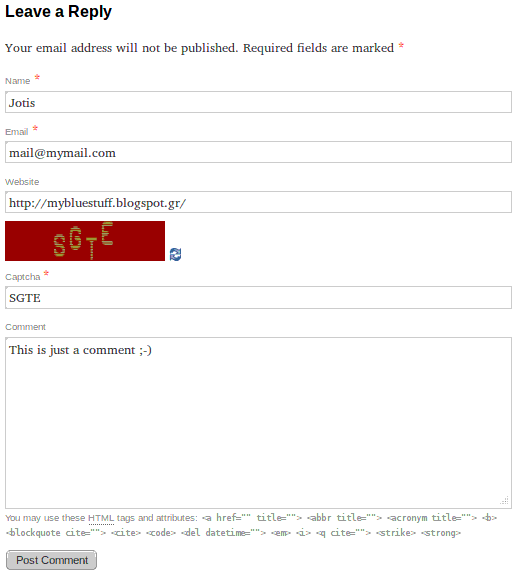 Leave a Reply
Your email address will not be published. Required fields are marked *
Name *
Jotis
Email *
mail@mymail.com
Website
http://mybluestuff.blogspot.gr/
SGTE
Captcha *
SGTE
Comment
This is just a comment ;-)
You may use these HTML tags and attributes: <a href="" title=""> <abbr title=""> <acronym title=""> <b>
<blockquote cite=""> <cite> <code> <del datetime=""> <em> <i> <q cite=""> <strike> <strong>
Post Comment